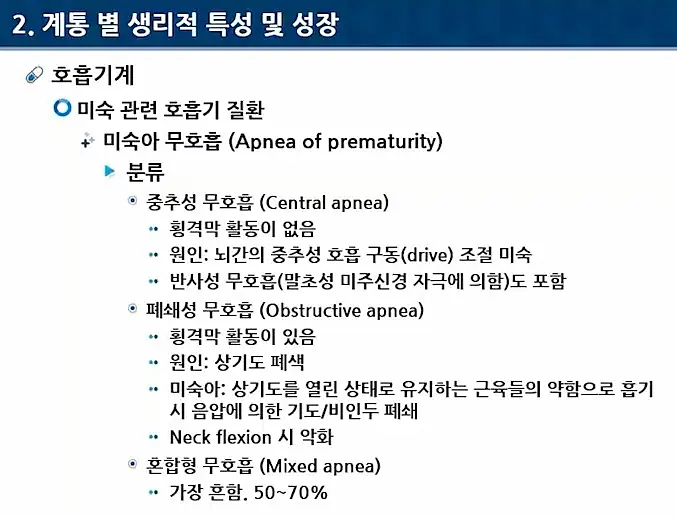 2. 계통 별 생리적 특성 및 성장
호흡기계
미숙 관련 호흡기 질환
미숙아 무호흡 (Apnea of prematurity)
분류
중추성 무호흡 (Central apnea)
횡격막 활동이 없음
원인: 뇌간의 중추성 호흡 구동(drive) 조절 미숙
반사성 무호흡(말초성 미주신경 자극에 의함)도 포함
폐쇄성 무호흡 (Obstructive apnea)
횡격막 활동이 있음
원인: 상기도 폐색
미숙아: 상기도를 열린 상태로 유지하는 근육들의 약함으로 흡기
시 음압에 의한 기도/비인두 폐쇄
Neck flexion 시 악화
혼합형 무호흡 (Mixed apnea)
가장 흔함. 50~70%